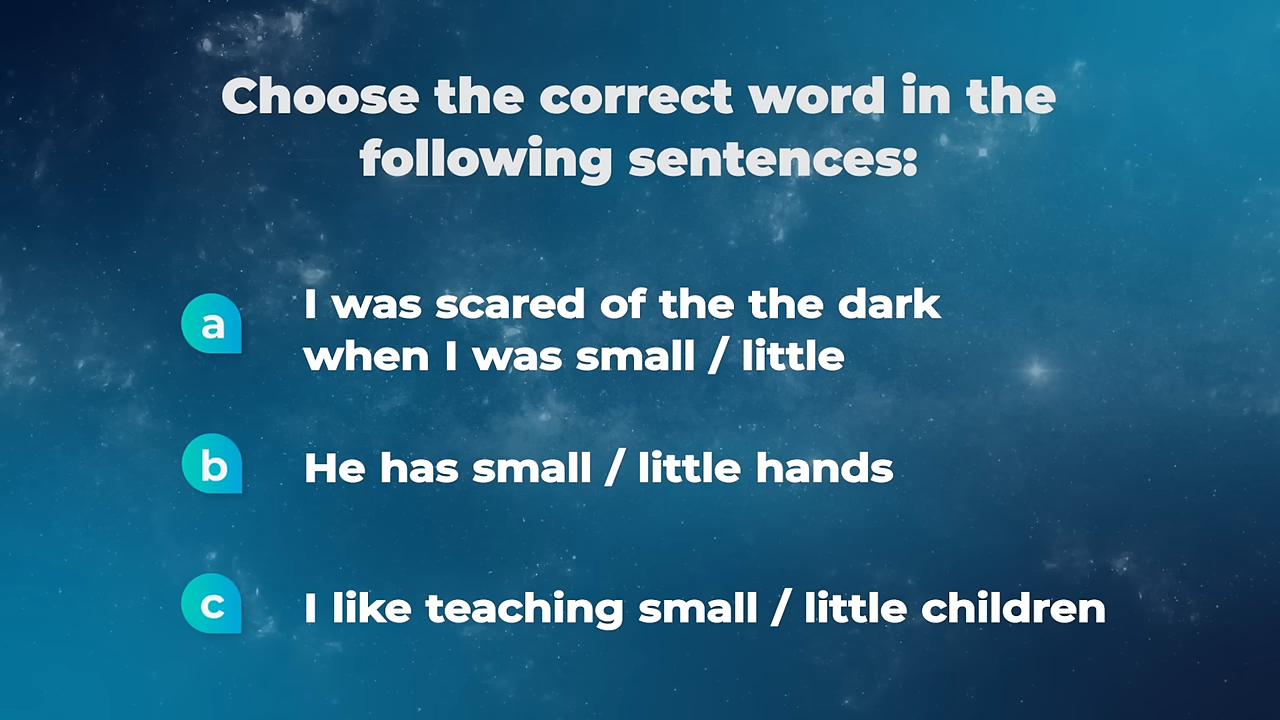 Choose the correct word in the
following sentences:
a
I was scared of the the dark
when I was small / little
b
He has small / little hands
c
I like teaching small / little children